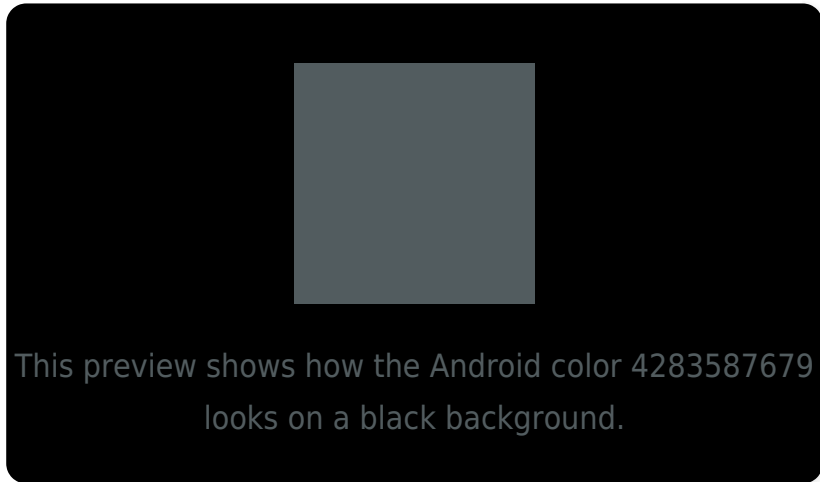 This preview shows how the Android color 4283587679
looks on a black background.